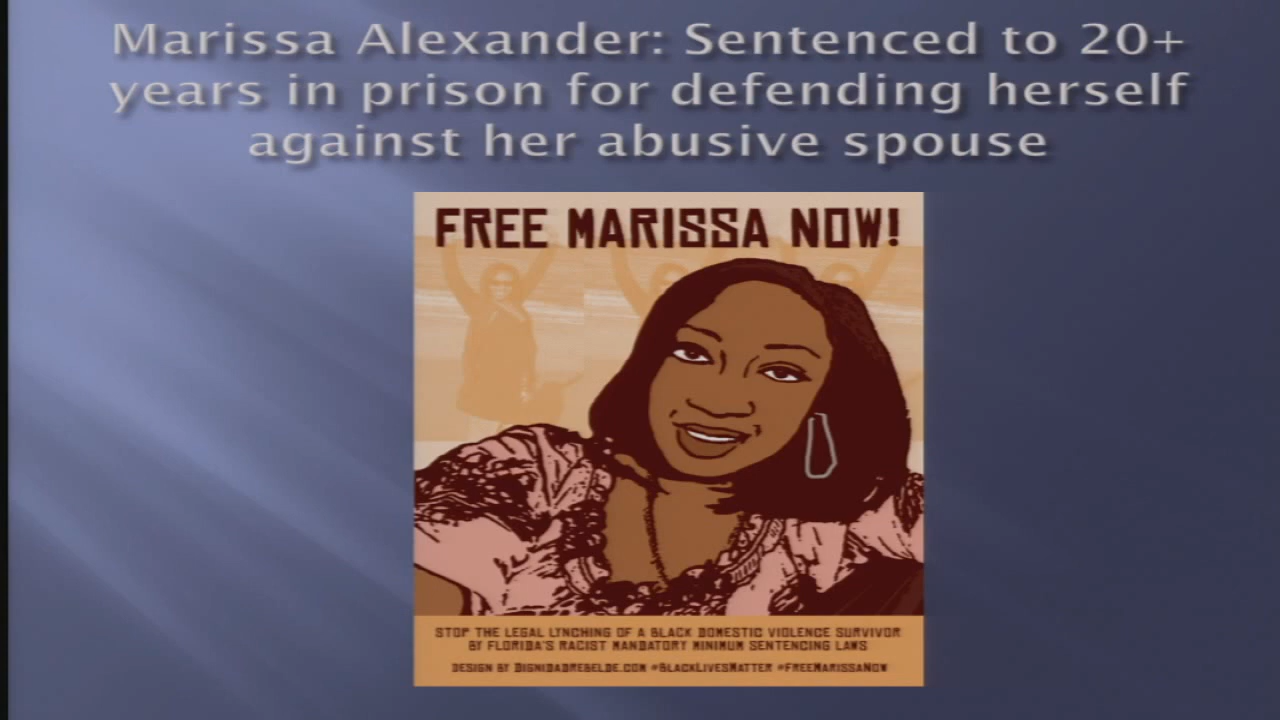 Marissa Alexander: Sentenced to 20+
years in prison for defending herself
against her abusive spouse
FREE MARISSA NOW!
STOP THE LEGAL LYNCHING OF A BLACK DOMESTIC VIOLENCE SURVIVOR
BY FLORIDA'S RACIST MANDATORY MINIMUM SENTENCING LAWS
DESIGN BY DIGNIDADREBELDE.COM #BLACKLIVESMATTER #FREEMARISSANOW